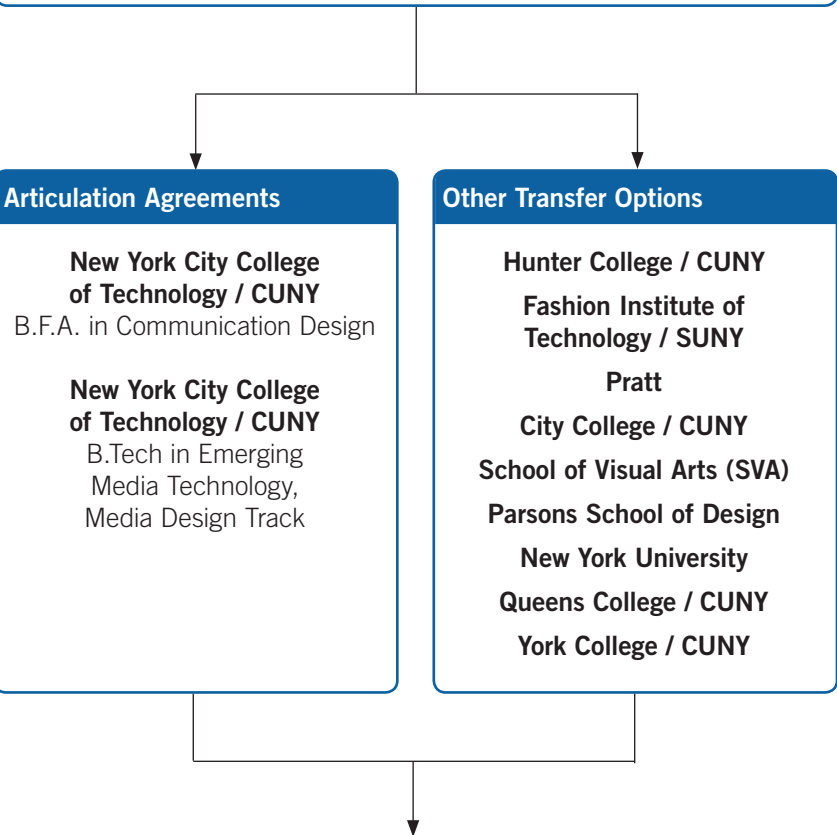 Articulation Agreements
New York City College
of Technology / CUNY
B.F.A. in Communication Design
New York City College
of Technology / CUNY
B.Tech in Emerging
Media Technology,
Media Design Track
Other Transfer Options
Hunter College / CUNY
Fashion Institute of
Technology / SUNY
Pratt
City College / CUNY
School of Visual Arts (SVA)
Parsons School of Design
New York University
Queens College / CUNY
York College / CUNY